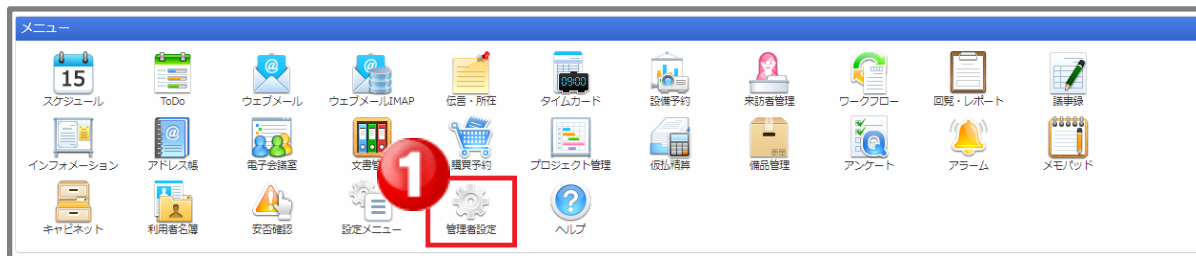 メニュー
15
スケジュール ToDo ウェブメール ウェブメールIMAP 伝言・所在 09:00 タイムカード 設備予約 来訪者管理 ワークフロー 回覧・レポート 議事録
インフォメーション アドレス帳 電子会議室 文書管 購買予約 プロジェクト管理 仮払精算 備品管理 アンケート アラーム メモパッド
1
キャビネット 利用者名簿 安否確認 設定メニュー 管理者設定 ヘルプ